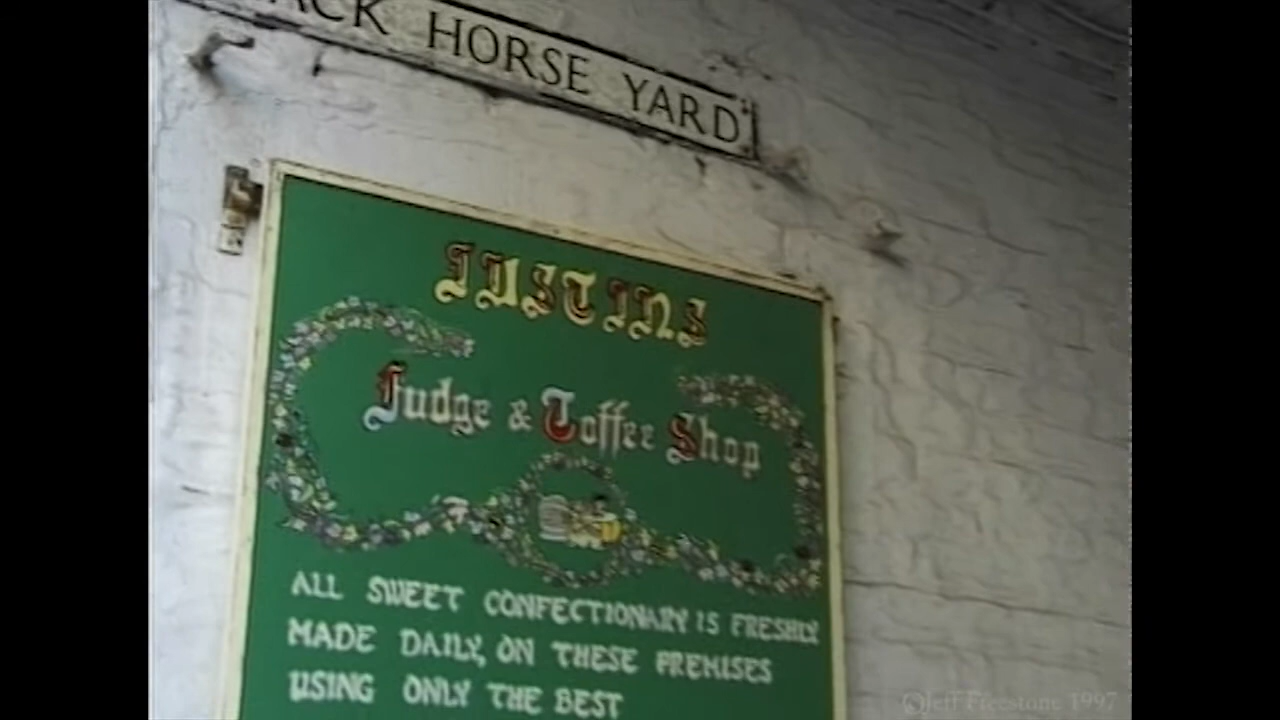 ACK HORSE YARD
JUSTINS
Fudge & Toffee Shop
ALL SWEET CONFECTIONARY IS FRESHLY
MADE DAILY, ON THESE PREMISES
USING ONLY THE BEST
©Jeff Freestone 1997